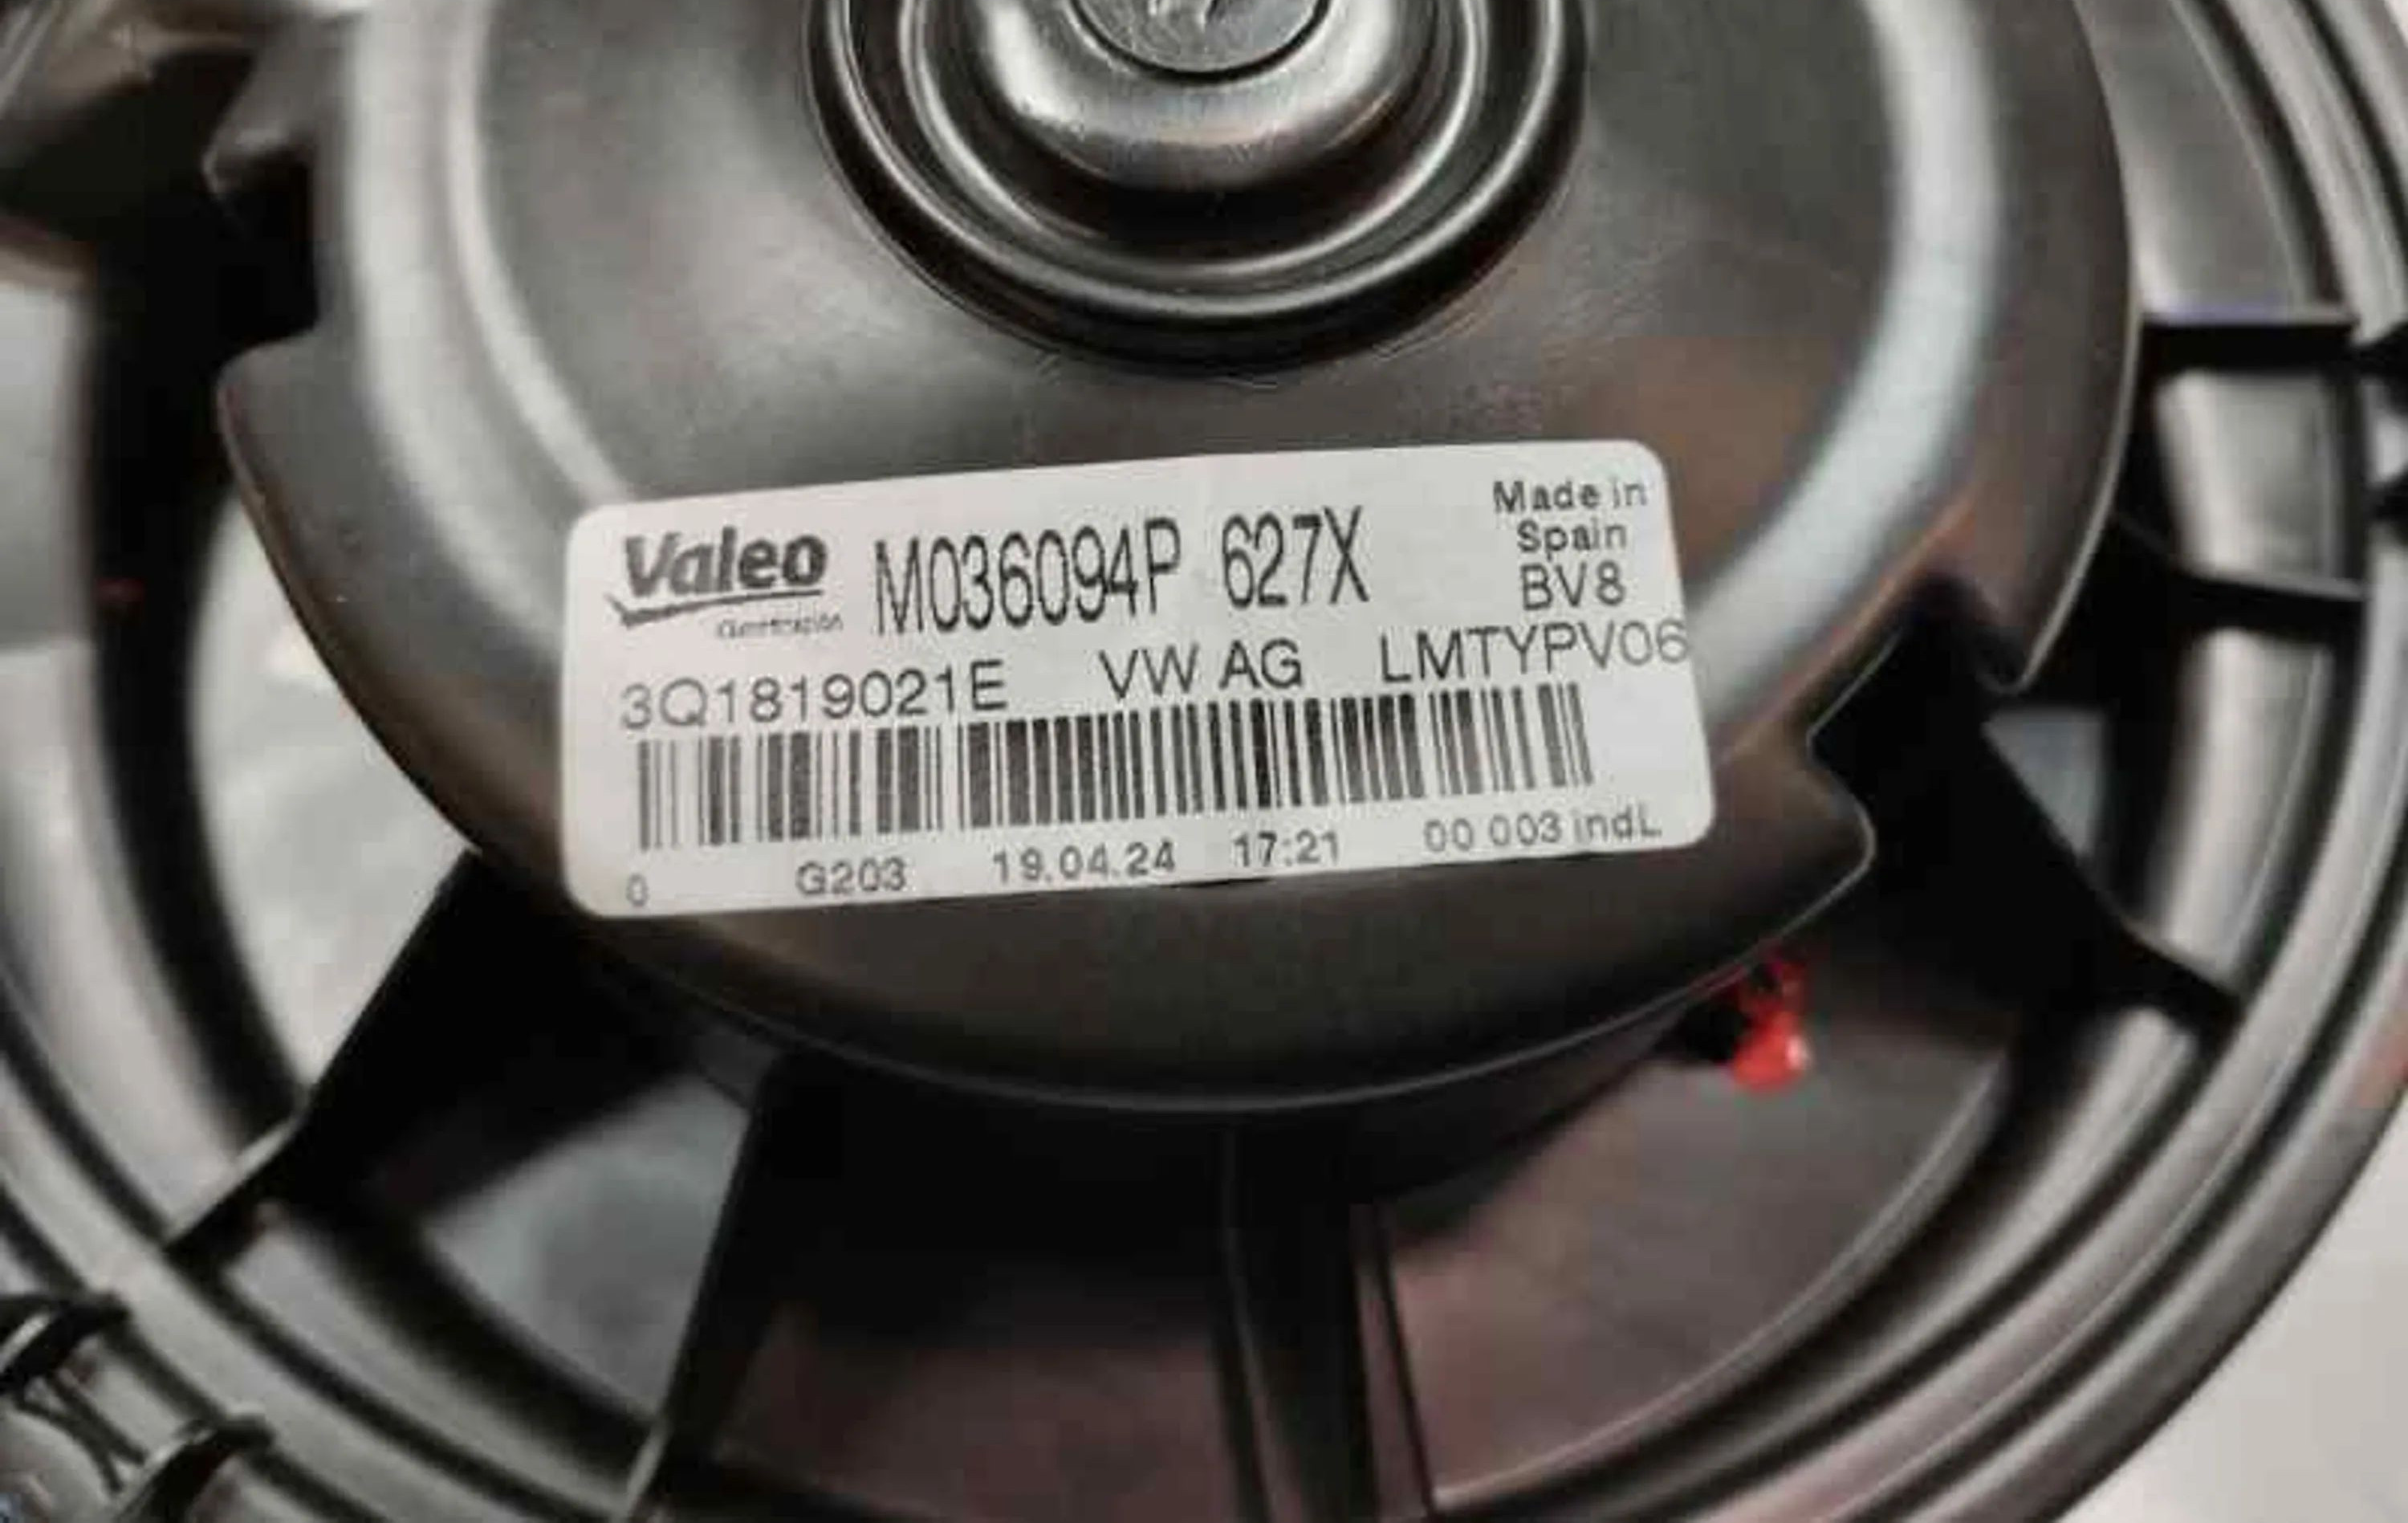 Valeo M036094P 627X
Made in
Spain
BV8
Climatización
3Q1819021E VW AG LMTYPV06
0 G203 19.04.24 17:21 00 003 indL